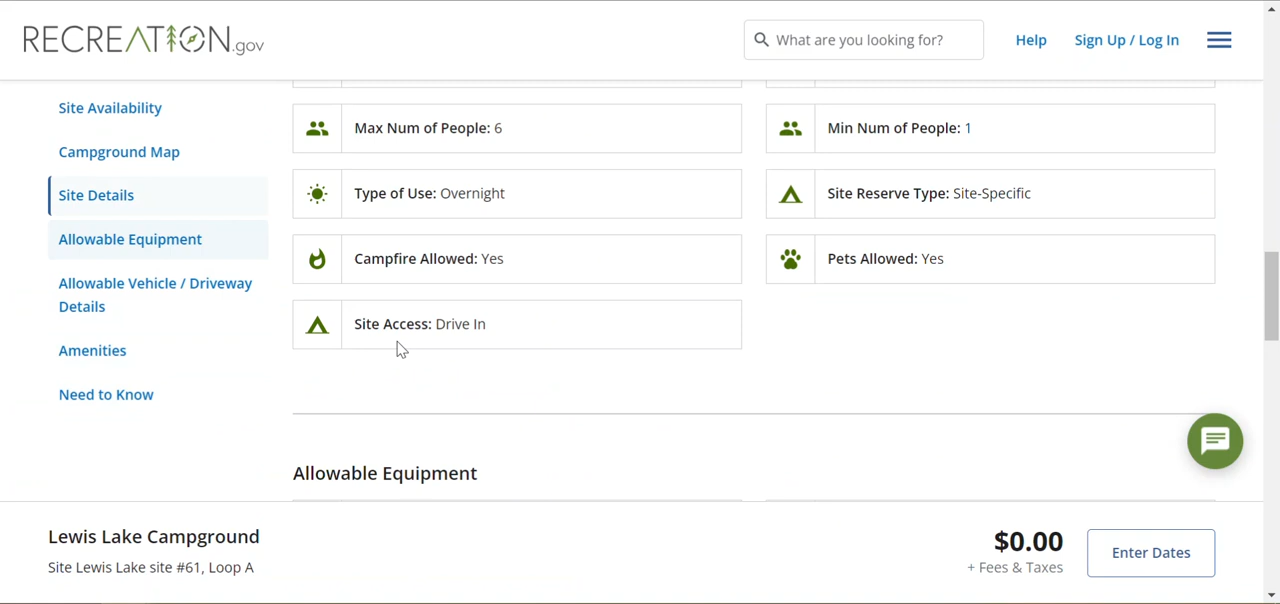 RECREATION.gov
What are you looking for?
Help
Sign Up / Log In
Site Availability
Campground Map
Site Details
Allowable Equipment
Allowable Vehicle / Driveway
Details
Amenities
Need to Know
Max Num of People: 6
Min Num of People: 1
Type of Use: Overnight
Site Reserve Type: Site-Specific
Campfire Allowed: Yes
Pets Allowed: Yes
Site Access: Drive In
Allowable Equipment
Lewis Lake Campground
Site Lewis Lake site #61, Loop A
$0.00
+ Fees & Taxes
Enter Dates